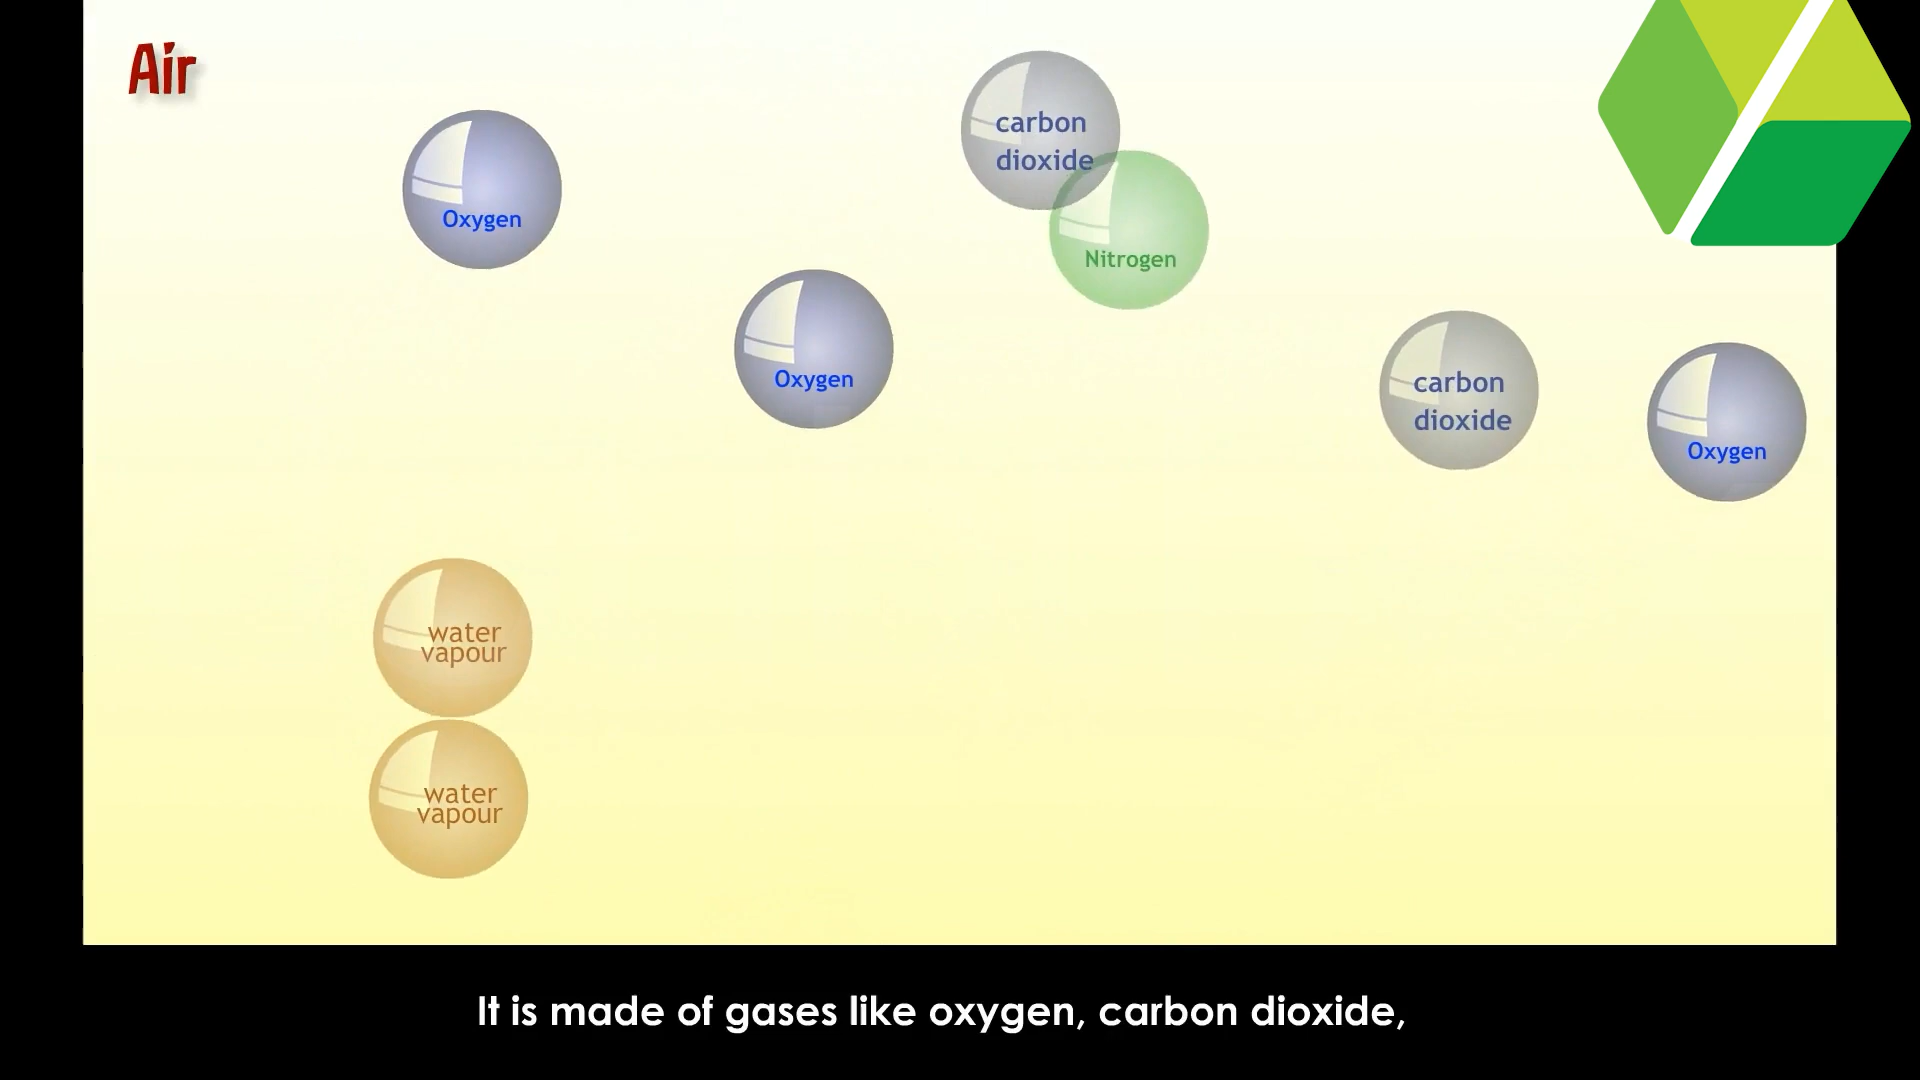 Air
carbon
dioxide
Oxygen
Nitrogen
Oxygen
carbon
dioxide
Oxygen
water
vapour
water
vapour
It is made of gases like oxygen, carbon dioxide,